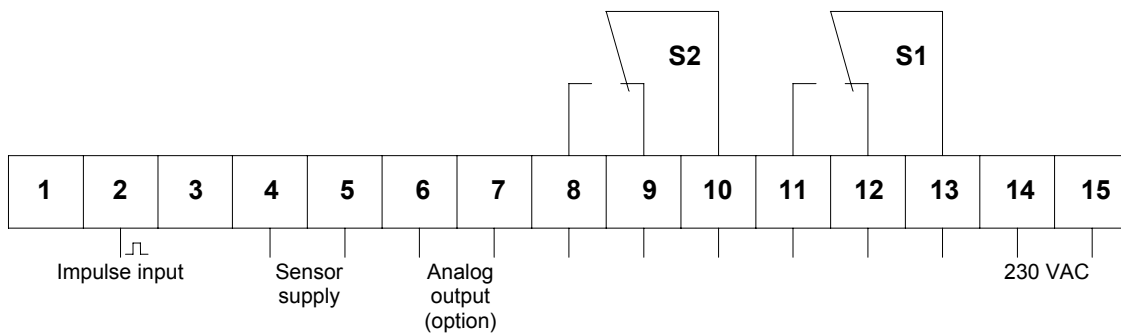 S2 S1
1 2 3 4 5 6 7 8 9 10 11 12 13 14 15
Impulse input Sensor Analog 230 VAC
supply output
(option)